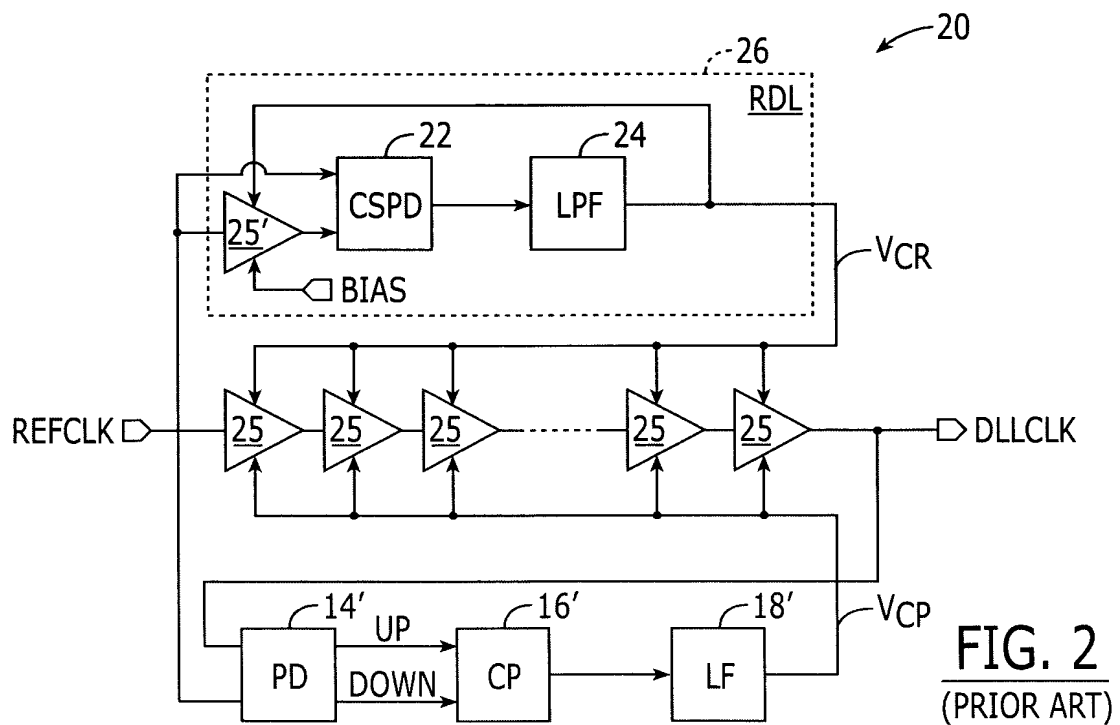 20
26
RDL
22
24
CSPD
LPF
25′
BIAS
VCR
REFCLK
25
25
25
25
25
DLLCLK
14′
16′
18′
VCP
UP
PD
DOWN
CP
LF
FIG. 2
(PRIOR ART)